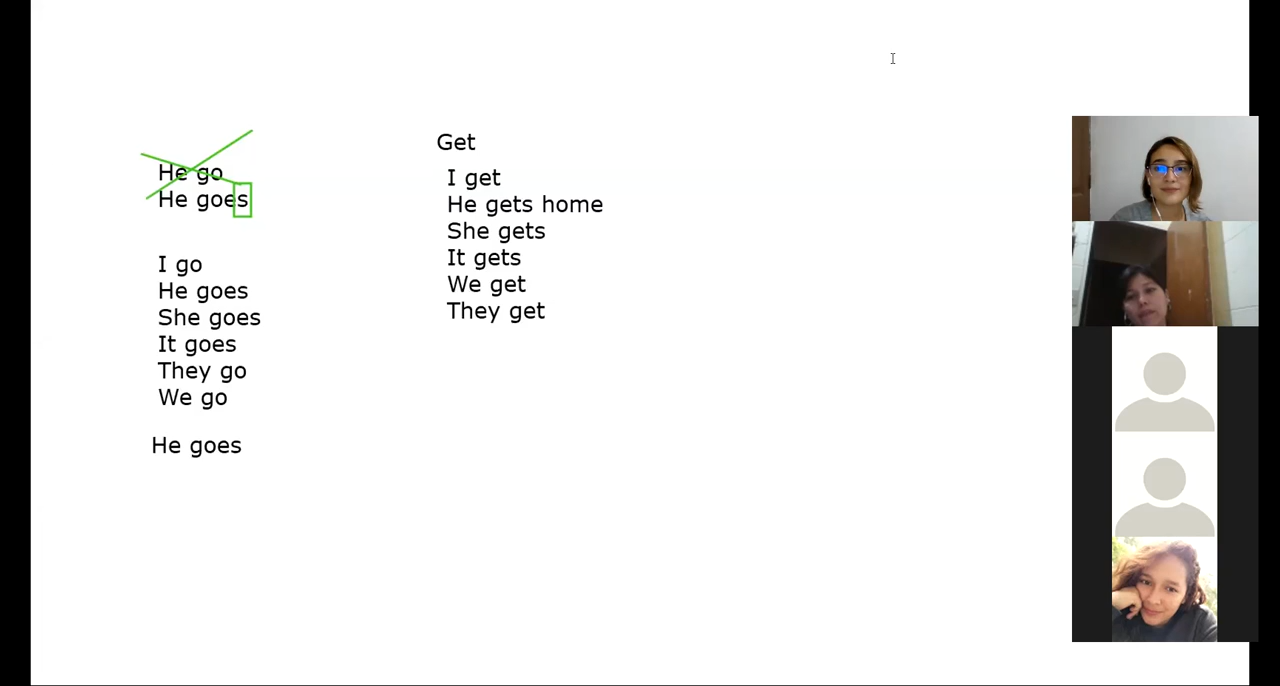 He go
He goes
I go
He goes
She goes
It goes
They go
We go
He goes
Get
I get
He gets home
She gets
It gets
We get
They get